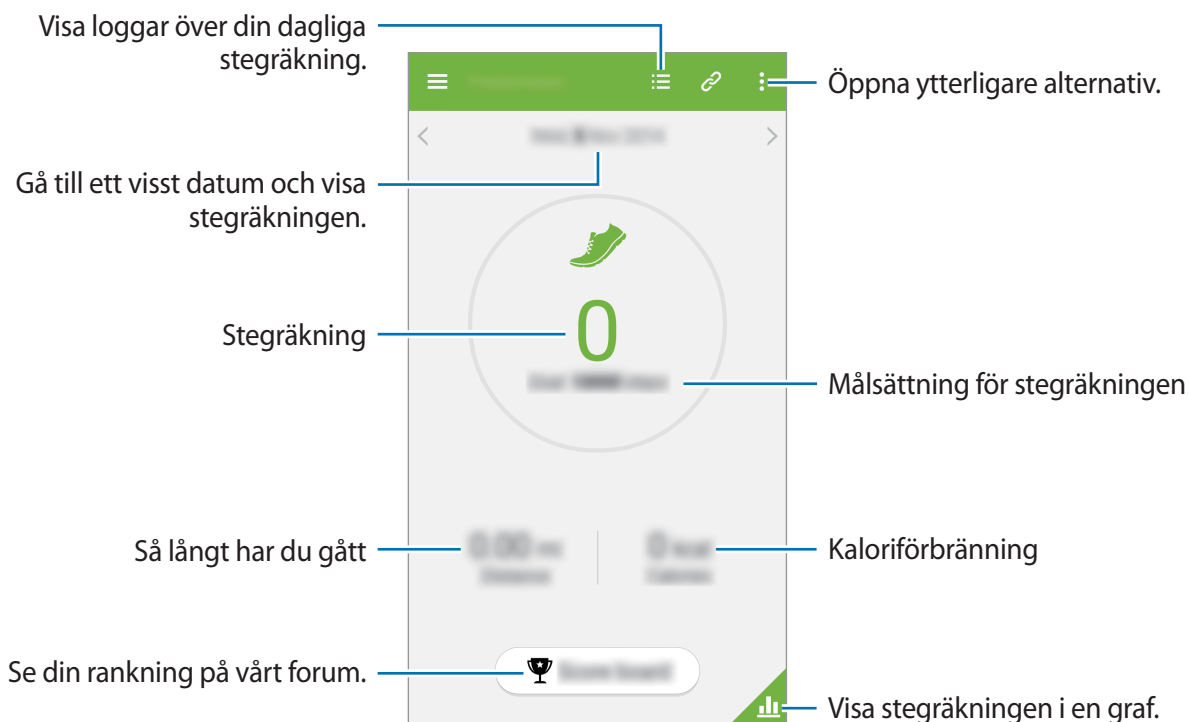 Visa loggar över din dagliga
stegräkning.
Öppna ytterligare alternativ.
Gå till ett visst datum och visa
stegräkningen.
Stegräkning
0
Målsättning för stegräkningen
Så långt har du gått
Kaloriförbränning
Se din rankning på vårt forum.
Visa stegräkningen i en graf.